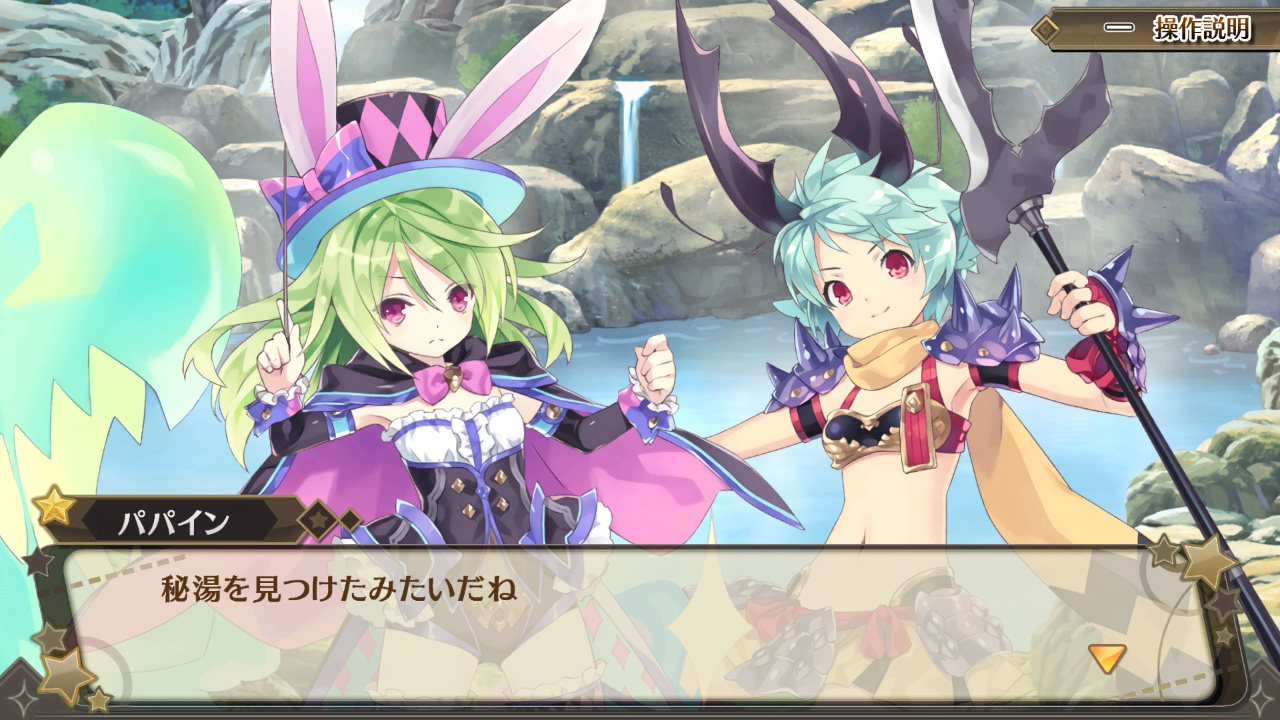 操作説明
パパイン
秘湯を見つけたみたいだね